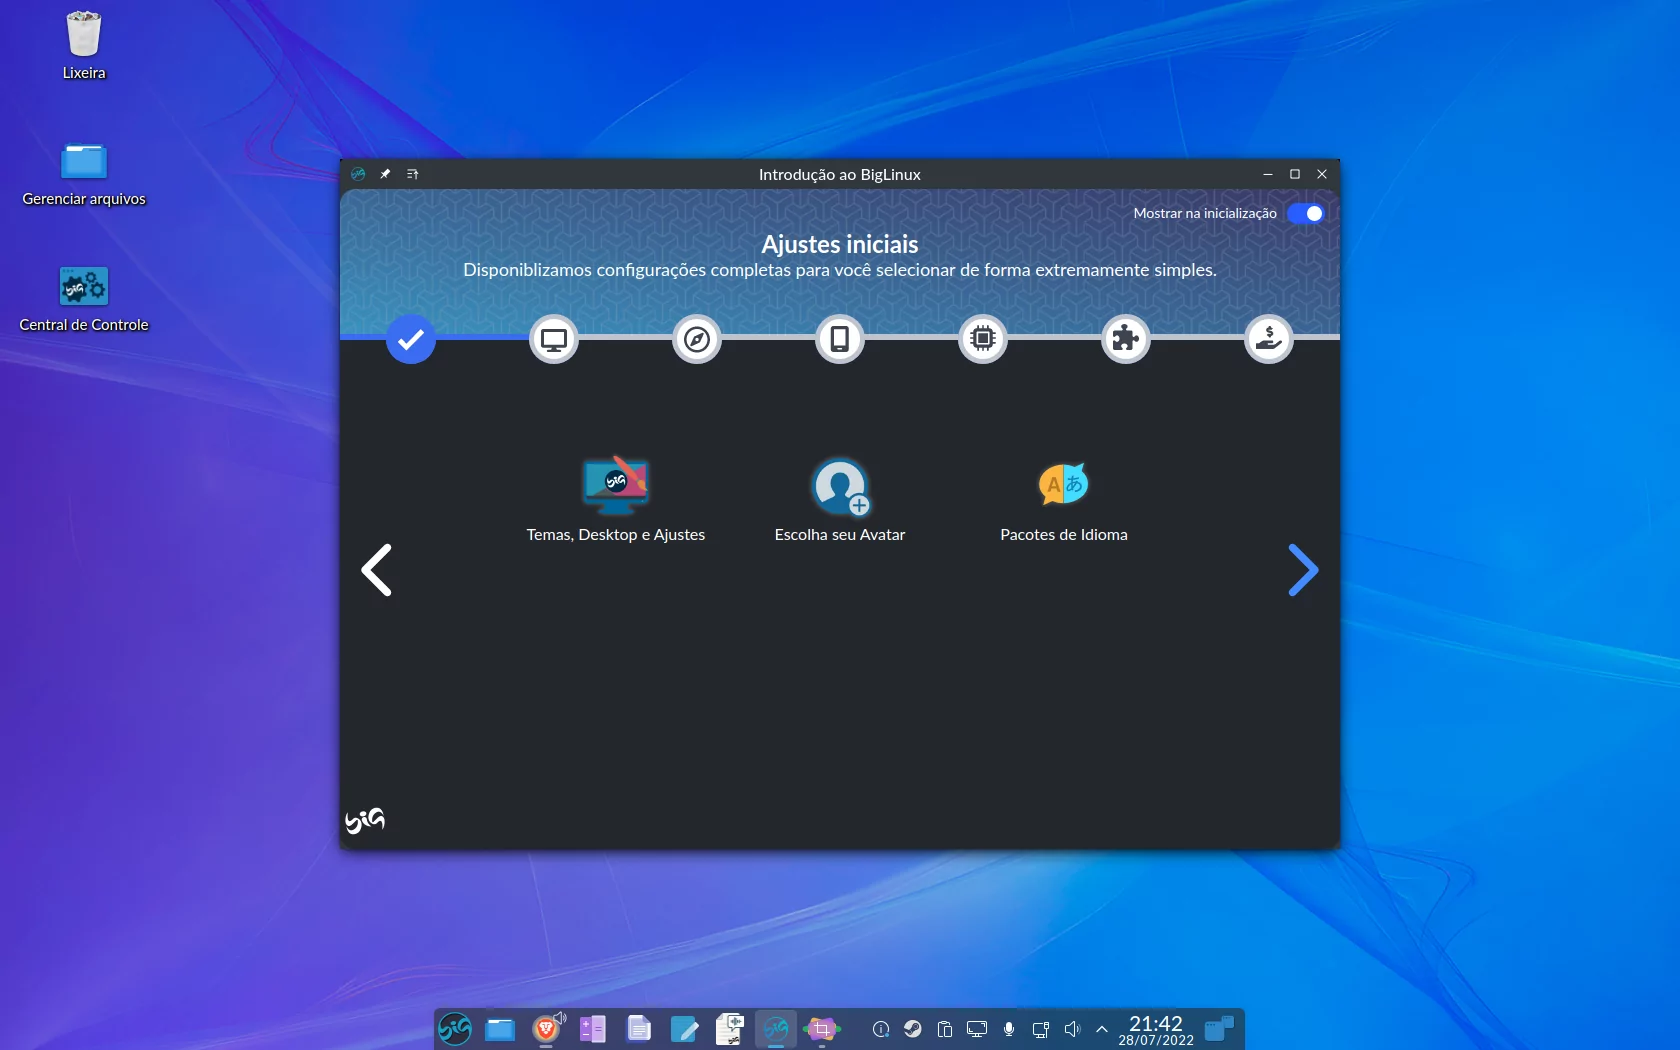 Lixeira
Gerenciar arquivos
Central de Controle
Introdução ao BigLinux
Mostrar na inicialização
Ajustes iniciais
Disponiblizamos configurações completas para você selecionar de forma extremamente simples.
Temas, Desktop e Ajustes
Escolha seu Avatar
A あ
Pacotes de Idioma
big
21:42
28/07/2022